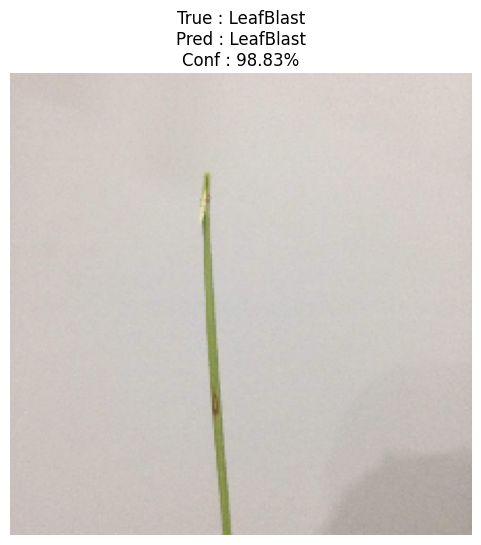 True : LeafBlast
Pred : LeafBlast
Conf : 98.83%